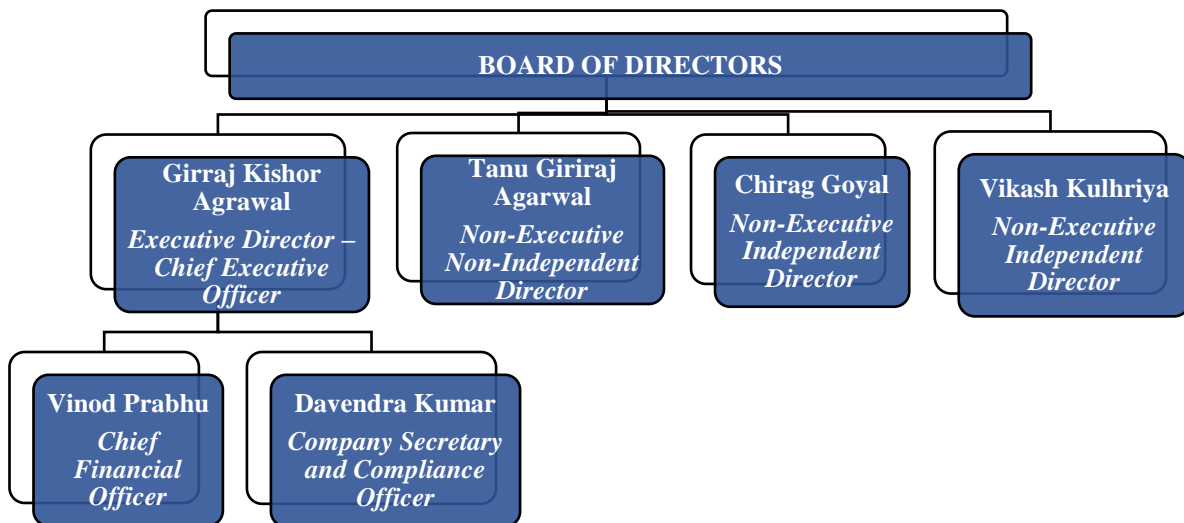 BOARD OF DIRECTORS
Girraj Kishor
Agrawal
Executive Director –
Chief Executive
Officer
Tanu Giriraj
Agarwal
Non-Executive
Non-Independent
Director
Chirag Goyal
Non-Executive
Independent
Director
Vikash Kulhriya
Non-Executive
Independent
Director
Vinod Prabhu
Chief
Financial
Officer
Davendra Kumar
Company Secretary
and Compliance
Officer